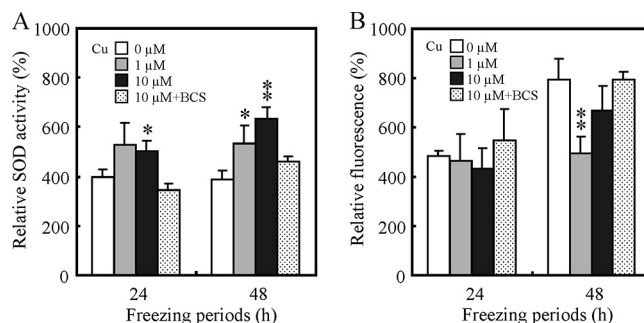 A
Relative SOD activity (%)
1000
800
600
400
200
0
Cu
0 µM
1 µM
10 µM
10 µM+BCS
*
*
**
24
48
Freezing periods (h)
B
Relative fluorescence (%)
1000
800
600
400
200
0
Cu
0 µM
1 µM
10 µM
10 µM+BCS
**
24
48
Freezing periods (h)